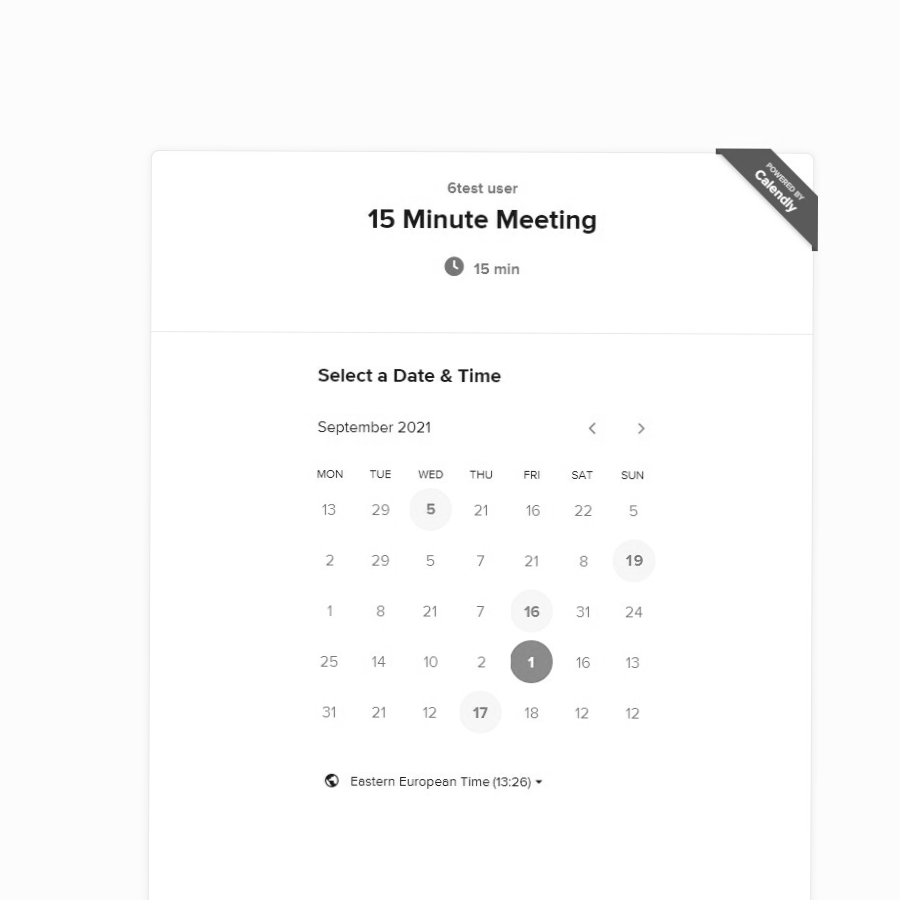 POWERED BY
Calendly
6test user
15 Minute Meeting
15 min
Select a Date & Time
September 2021
MON TUE WED THU FRI SAT SUN
13 29 5 21 16 22 5
2 29 5 7 21 8 19
1 8 21 7 16 31 24
25 14 10 2 1 16 13
31 21 12 17 18 12 12
Eastern European Time (13:26)